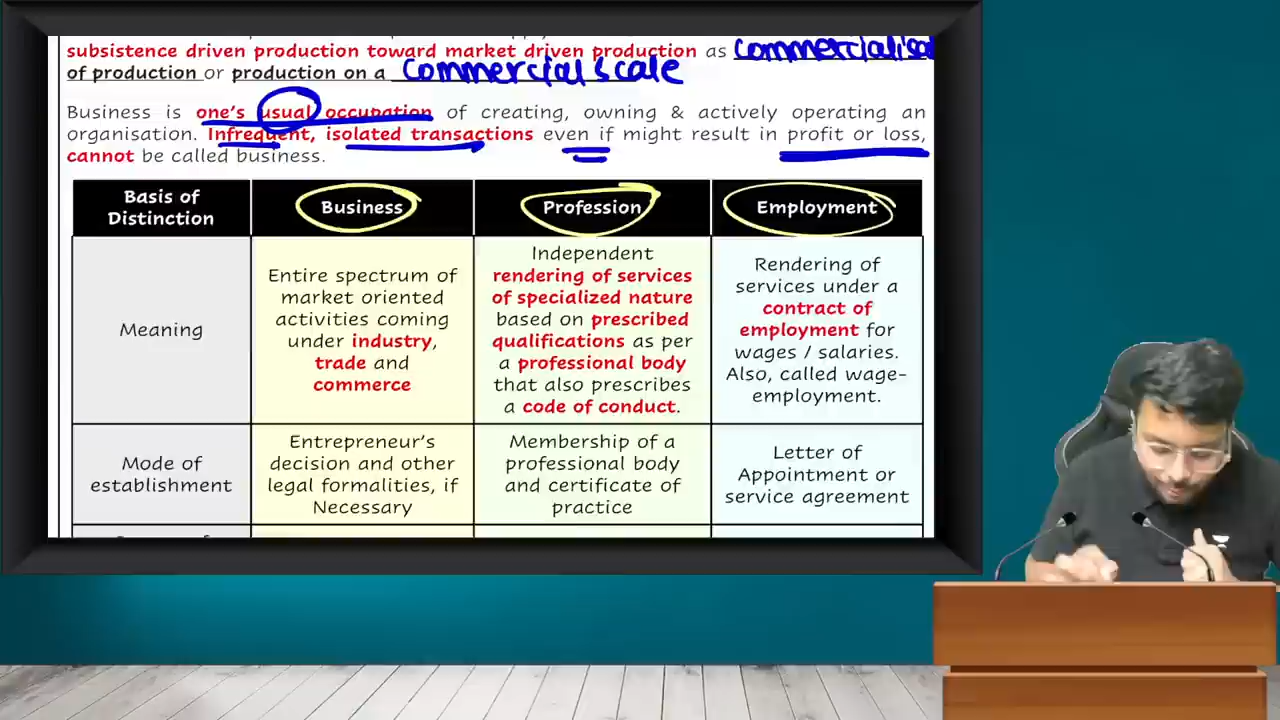 subsistence driven production toward market driven production as commercialisa
of production or production on a commercial scale
Business is one's usual occupation of creating, owning & actively operating an
organisation. Infrequent, isolated transactions even if might result in profit or loss,
cannot be called business.
Basis of
Distinction
Business
Profession
Employment
Meaning
Entire spectrum of
market oriented
activities coming
under industry,
trade and
commerce
Independent
rendering of services
of specialized nature
based on prescribed
qualifications as per
a professional body
that also prescribes
a code of conduct.
Rendering of
services under a
contract of
employment for
wages / salaries.
Also, called wage-
employment.
Mode of
establishment
Entrepreneur's
decision and other
legal formalities, if
Necessary
Membership of a
professional body
and certificate of
practice
Letter of
Appointment or
service agreement